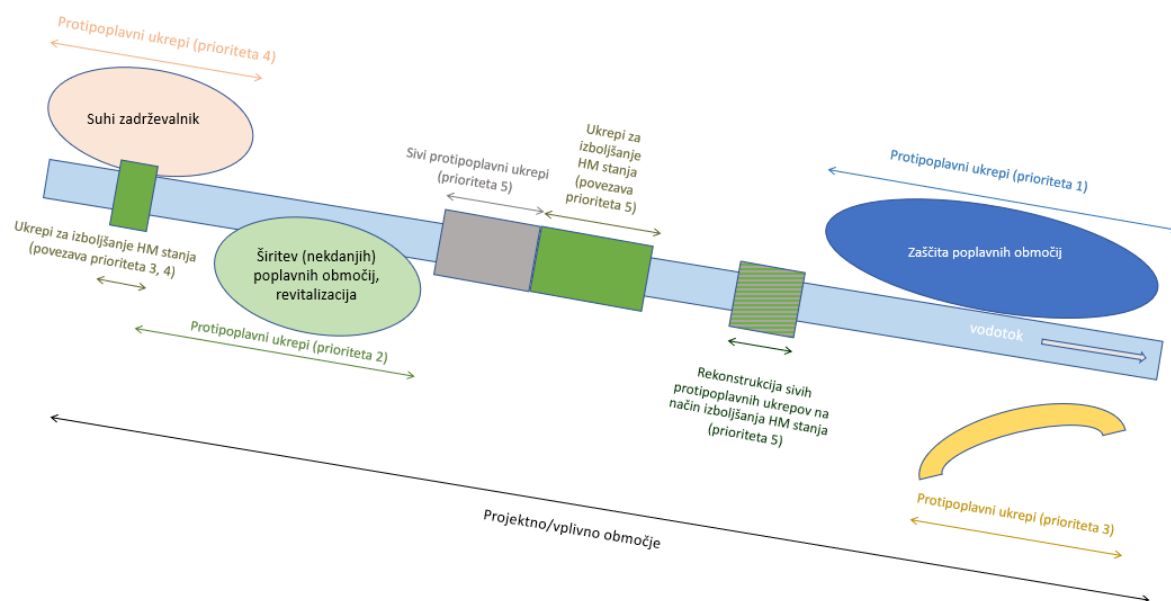 Protipoplavni ukrepi (prioriteta 4)
Suhi zadrževalnik
Ukrepi za izboljšanje HM stanja
(povezava prioriteta 3, 4)
Širitev (nekdanjih)
poplavnih območij,
revitalizacija
Protipoplavni ukrepi (prioriteta 2)
Sivi protipoplavni ukrepi
(prioriteta 5)
Ukrepi za
izboljšanje
HM stanja
(povezava
prioriteta 5)
Protipoplavni ukrepi (prioriteta 1)
Zaščita poplavnih območij
vodotok
Rekonstrukcija sivih
protipoplavnih ukrepov na
način izboljšanja HM stanja
(prioriteta 5)
Protipoplavni ukrepi (prioriteta 3)
Projektno/vplivno območje